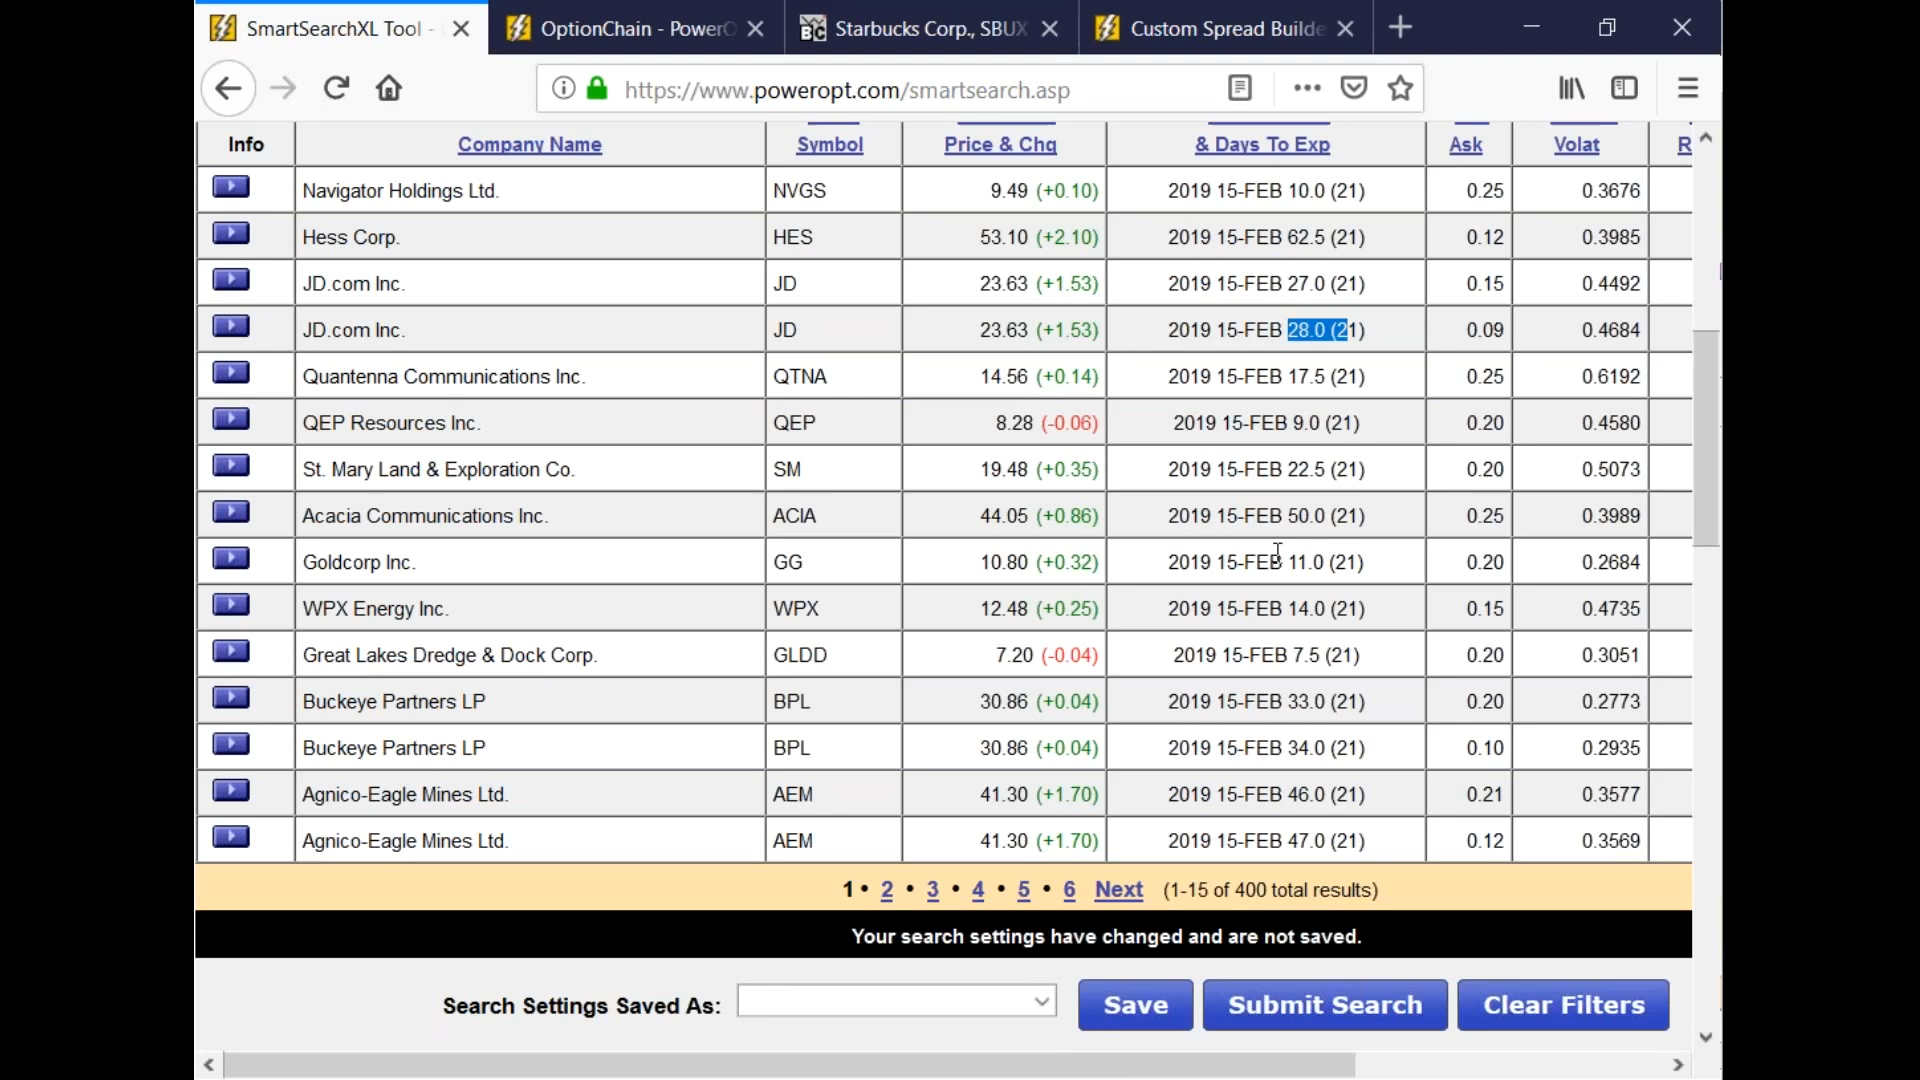 SmartSearchXL Tool -
OptionChain - PowerO
Starbucks Corp., SBUX
Custom Spread Builde
https://www.poweropt.com/smartsearch.asp
Info Company Name Symbol Price & Chg & Days To Exp Ask Volat R
Navigator Holdings Ltd. NVGS 9.49 (+0.10) 2019 15-FEB 10.0 (21) 0.25 0.3676
Hess Corp. HES 53.10 (+2.10) 2019 15-FEB 62.5 (21) 0.12 0.3985
JD.com Inc. JD 23.63 (+1.53) 2019 15-FEB 27.0 (21) 0.15 0.4492
JD.com Inc. JD 23.63 (+1.53) 2019 15-FEB 28.0 (21) 0.09 0.4684
Quantenna Communications Inc. QTNA 14.56 (+0.14) 2019 15-FEB 17.5 (21) 0.25 0.6192
QEP Resources Inc. QEP 8.28 (-0.06) 2019 15-FEB 9.0 (21) 0.20 0.4580
St. Mary Land & Exploration Co. SM 19.48 (+0.35) 2019 15-FEB 22.5 (21) 0.20 0.5073
Acacia Communications Inc. ACIA 44.05 (+0.86) 2019 15-FEB 50.0 (21) 0.25 0.3989
Goldcorp Inc. GG 10.80 (+0.32) 2019 15-FEB 11.0 (21) 0.20 0.2684
WPX Energy Inc. WPX 12.48 (+0.25) 2019 15-FEB 14.0 (21) 0.15 0.4735
Great Lakes Dredge & Dock Corp. GLDD 7.20 (-0.04) 2019 15-FEB 7.5 (21) 0.20 0.3051
Buckeye Partners LP BPL 30.86 (+0.04) 2019 15-FEB 33.0 (21) 0.20 0.2773
Buckeye Partners LP BPL 30.86 (+0.04) 2019 15-FEB 34.0 (21) 0.10 0.2935
Agnico-Eagle Mines Ltd. AEM 41.30 (+1.70) 2019 15-FEB 46.0 (21) 0.21 0.3577
Agnico-Eagle Mines Ltd. AEM 41.30 (+1.70) 2019 15-FEB 47.0 (21) 0.12 0.3569
1 • 2 • 3 • 4 • 5 • 6 Next (1-15 of 400 total results)
Your search settings have changed and are not saved.
Search Settings Saved As: Save Submit Search Clear Filters